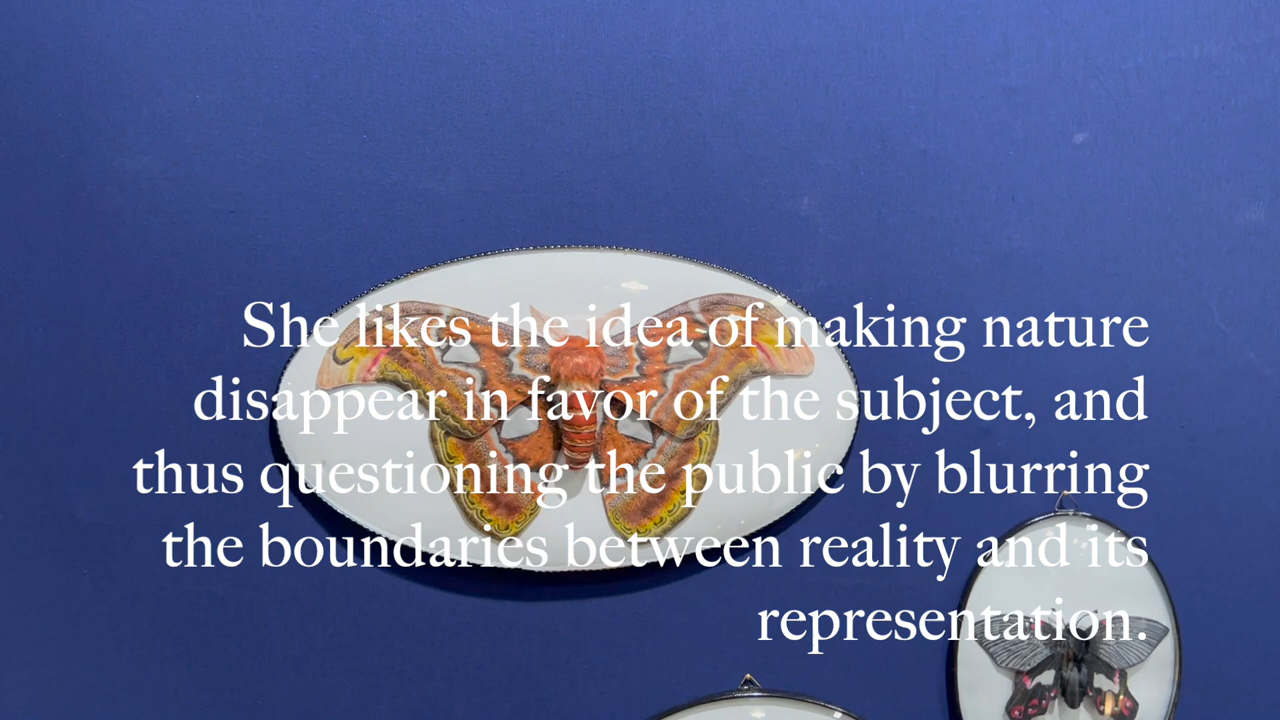 She likes the idea of making nature
disappear in favor of the subject, and
thus questioning the public by blurring
the boundaries between reality and its
representation.